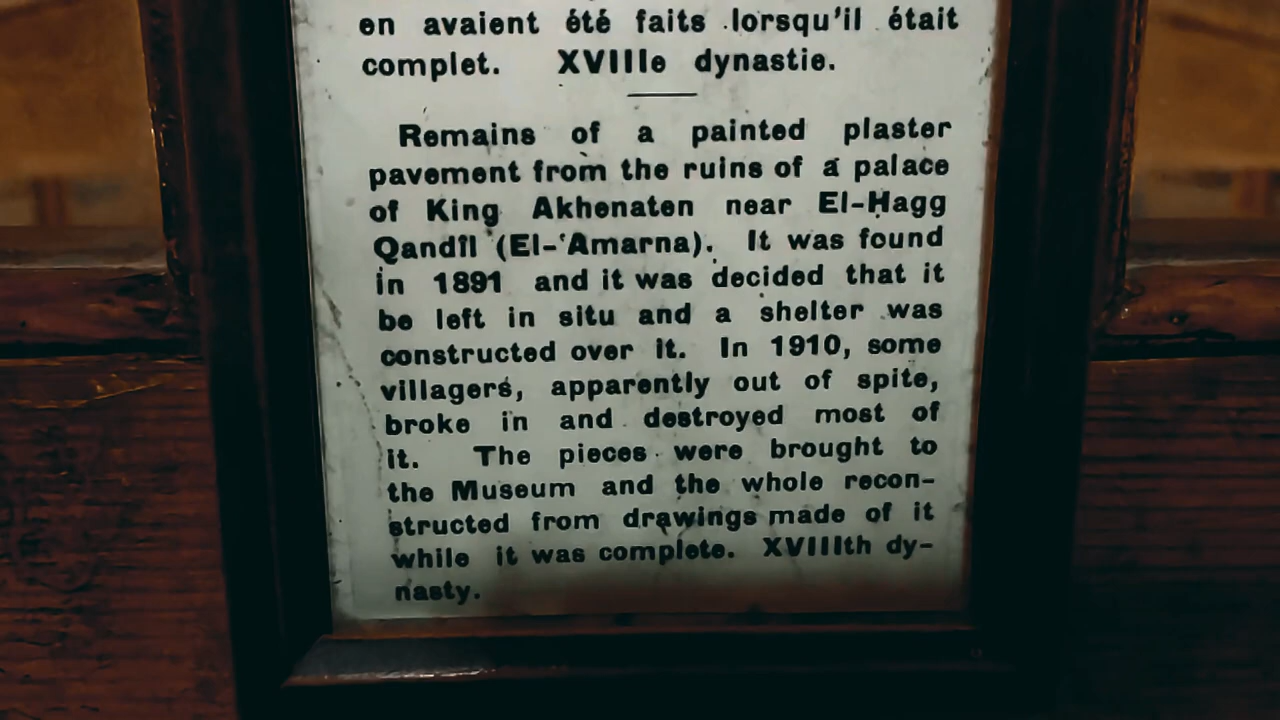 en avaient été faits lorsqu'il était
complet. XVIIIe dynastie.
Remains of a painted plaster
pavement from the ruins of a palace
of King Akhenaten near El-Ḥagg
Qandîl (El-‘Amarna). It was found
in 1891 and it was decided that it
be left in situ and a shelter was
constructed over it. In 1910, some
villagers, apparently out of spite,
broke in and destroyed most of
it. The pieces were brought to
the Museum and the whole recon-
structed from drawings made of it
while it was complete. XVIIIth dy-
nasty.